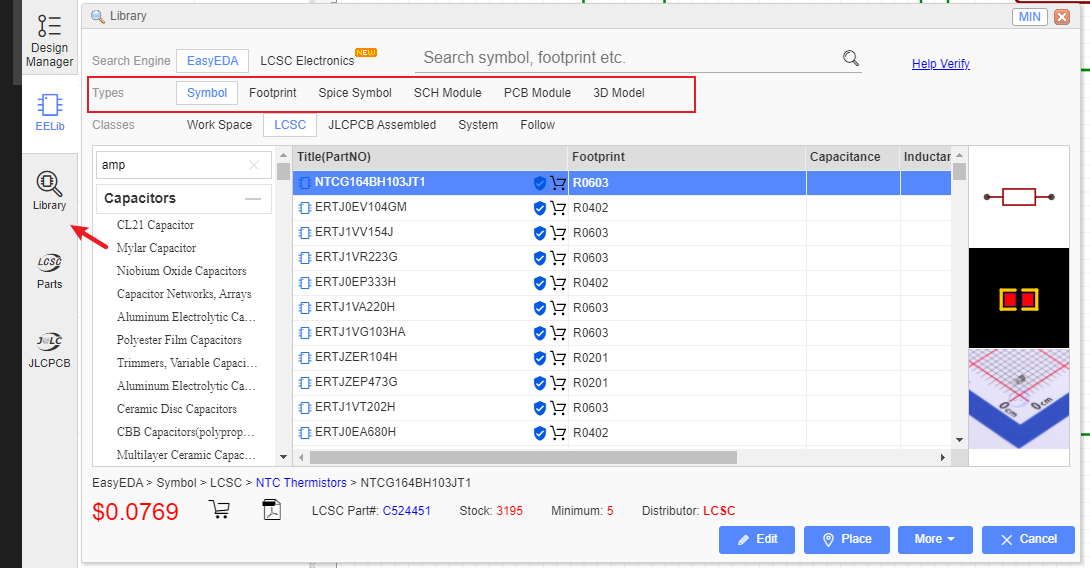 Library
MIN
Design
Manager
EELib
Library
LCSC
Parts
JLCPCB
Search Engine EasyEDA LCSC Electronics NEW Search symbol, footprint etc. Help Verify
Types Symbol Footprint Spice Symbol SCH Module PCB Module 3D Model
Classes Work Space LCSC JLCPCB Assembled System Follow
amp
Capacitors
CL21 Capacitor
Mylar Capacitor
Niobium Oxide Capacitors
Capacitor Networks, Arrays
Aluminum Electrolytic Ca…
Polyester Film Capacitors
Trimmers, Variable Capaci…
Aluminum Electrolytic Ca…
Ceramic Disc Capacitors
CBB Capacitors(polyprop…
Multilayer Ceramic Capac…
Title(PartNO) Footprint Capacitance Inductan
NTCG164BH103JT1 R0603
ERTJ0EV104GM R0402
ERTJ1VV154J R0603
ERTJ1VR223G R0603
ERTJ0EP333H R0402
ERTJ1VA220H R0603
ERTJ1VG103HA R0603
ERTJZER104H R0201
ERTJZEP473G R0201
ERTJ1VT202H R0603
ERTJ0EA680H R0402
0cm 0cm
EasyEDA > Symbol > LCSC > NTC Thermistors > NTCG164BH103JT1
$0.0769 LCSC Part#: C524451 Stock: 3195 Minimum: 5 Distributor: LCSC
Edit Place More Cancel